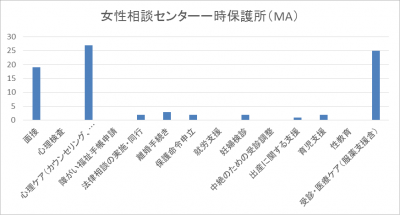 女性相談センター一時保護所（MA）
30
25
20
15
10
5
0
面接
心理検査
心理ケア（カウンセリング、…
障がい福祉手帳申請
法律相談の実施・同行
離婚手続き
保護命令申立
就労支援
妊婦検診
中絶のための受診調整
出産に関する支援
育児支援
性教育
受診・医療ケア（服薬支援含）